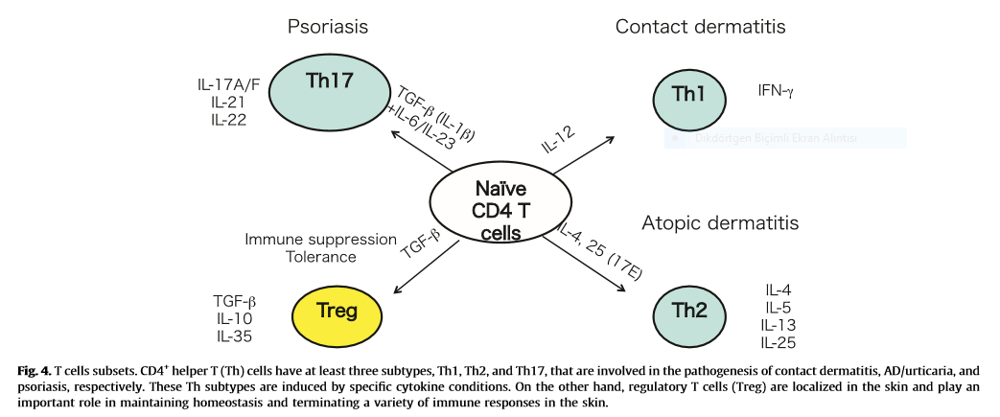 Psoriasis
Contact dermatitis
IL-17A/F
IL-21
IL-22
Th17
TGF-β (IL-1β)
+IL-6/IL-23
IL-12
Th1
IFN-γ
Dikdörtgen Biçimli Ekran Alıntısı
Naïve
CD4 T
cells
Immune suppression
Tolerance
TGF-β
IL-4, 25 (17E)
Atopic dermatitis
TGF-β
IL-10
IL-35
Treg
Th2
IL-4
IL-5
IL-13
IL-25
Fig. 4. T cells subsets. CD4⁺ helper T (Th) cells have at least three subtypes, Th1, Th2, and Th17, that are involved in the pathogenesis of contact dermatitis, AD/urticaria, and
psoriasis, respectively. These Th subtypes are induced by specific cytokine conditions. On the other hand, regulatory T cells (Treg) are localized in the skin and play an
important role in maintaining homeostasis and terminating a variety of immune responses in the skin.